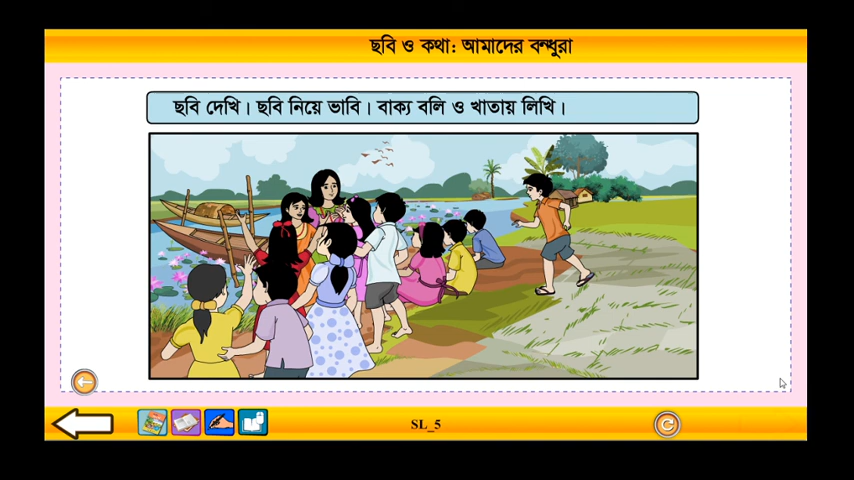 ছবি ও কথা: আমাদের বন্ধুরা
ছবি দেখি। ছবি নিয়ে ভাবি। বাক্য বলি ও খাতায় লিখি।
SL_5